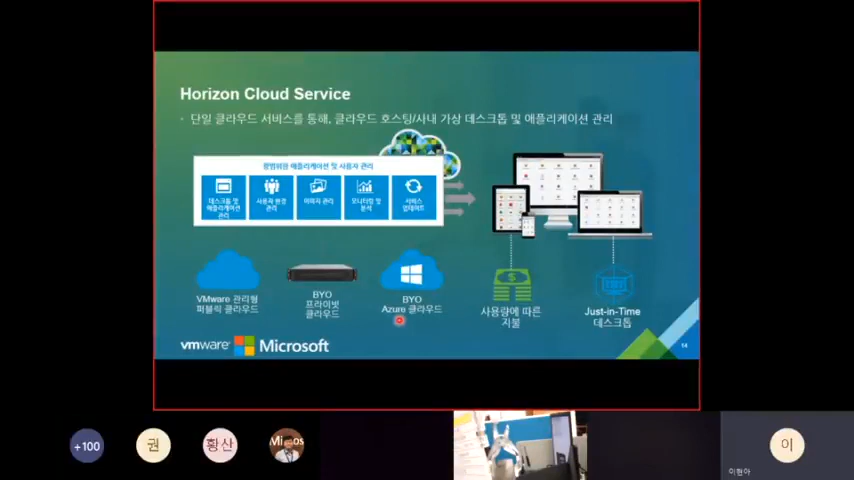 Horizon Cloud Service
단일 클라우드 서비스를 통해, 클라우드 호스팅/사내 가상 데스크톱 및 애플리케이션 관리
광범위한 애플리케이션 및 사용자 관리
데스크톱 및
애플리케이션
관리
사용자 환경
관리
이미지 관리
모니터링 및
분석
서비스
업데이트
VMware 관리형
퍼블릭 클라우드
BYO
프라이빗
클라우드
BYO
Azure 클라우드
사용량에 따른
지불
Just-in-Time
데스크톱
vmware
Microsoft
14
+100
권
황산
이
이현아